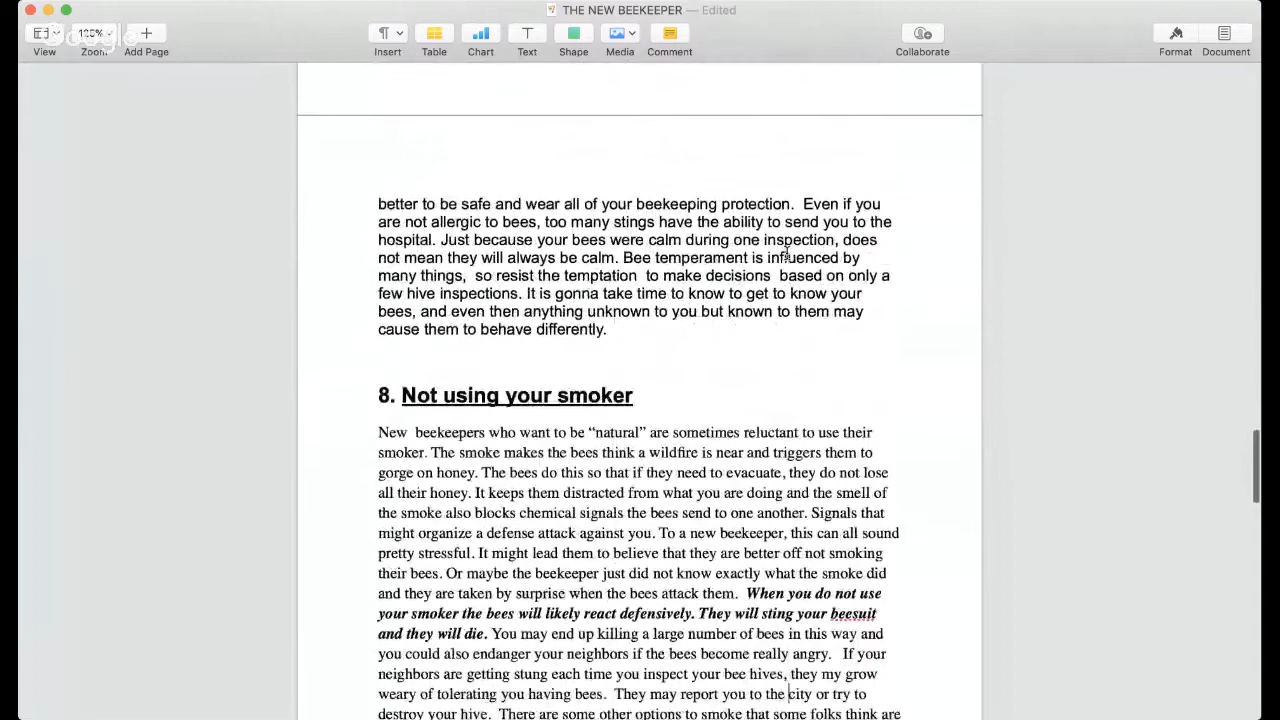 THE NEW BEEKEEPER — Edited
Google
View
125%
Zoom
Add Page
Insert
Table
Chart
Text
Shape
Media
Comment
Collaborate
Format
Document
better to be safe and wear all of your beekeeping protection.  Even if you
are not allergic to bees, too many stings have the ability to send you to the
hospital. Just because your bees were calm during one inspection, does
not mean they will always be calm. Bee temperament is influenced by
many things,  so resist the temptation  to make decisions  based on only a
few hive inspections. It is gonna take time to know to get to know your
bees, and even then anything unknown to you but known to them may
cause them to behave differently.
8. Not using your smoker
New  beekeepers who want to be “natural” are sometimes reluctant to use their
smoker. The smoke makes the bees think a wildfire is near and triggers them to
gorge on honey. The bees do this so that if they need to evacuate, they do not lose
all their honey. It keeps them distracted from what you are doing and the smell of
the smoke also blocks chemical signals the bees send to one another. Signals that
might organize a defense attack against you. To a new beekeeper, this can all sound
pretty stressful. It might lead them to believe that they are better off not smoking
their bees. Or maybe the beekeeper just did not know exactly what the smoke did
and they are taken by surprise when the bees attack them.  When you do not use
your smoker the bees will likely react defensively. They will sting your beesuit
and they will die. You may end up killing a large number of bees in this way and
you could also endanger your neighbors if the bees become really angry.   If your
neighbors are getting stung each time you inspect your bee hives, they my grow
weary of tolerating you having bees.  They may report you to the city or try to
destroy your hive.  There are some other options to smoke that some folks think are